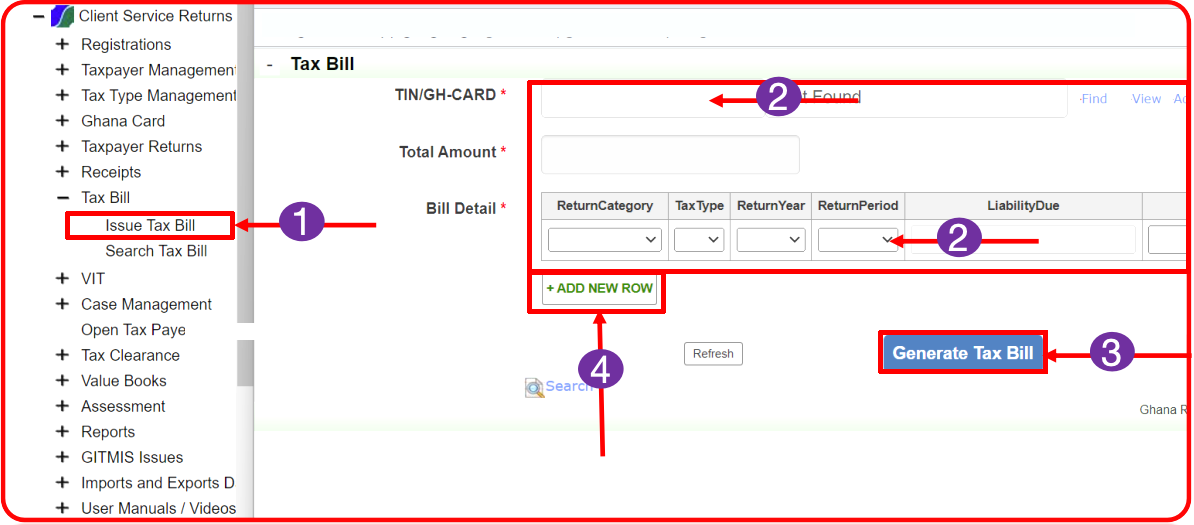 Client Service Returns
Registrations
Taxpayer Management
Tax Type Management
Ghana Card
Taxpayer Returns
Receipts
Tax Bill
Issue Tax Bill
Search Tax Bill
VIT
Case Management
Open Tax Paye
Tax Clearance
Value Books
Assessment
Reports
GITMIS Issues
Imports and Exports D
User Manuals / Videos
1
- Tax Bill
TIN/GH-CARD *
2
t Found
Find View Ac
Total Amount *
Bill Detail *
ReturnCategory TaxType ReturnYear ReturnPeriod LiabilityDue
2
+ ADD NEW ROW
Refresh
Generate Tax Bill
3
4
Search
Ghana R